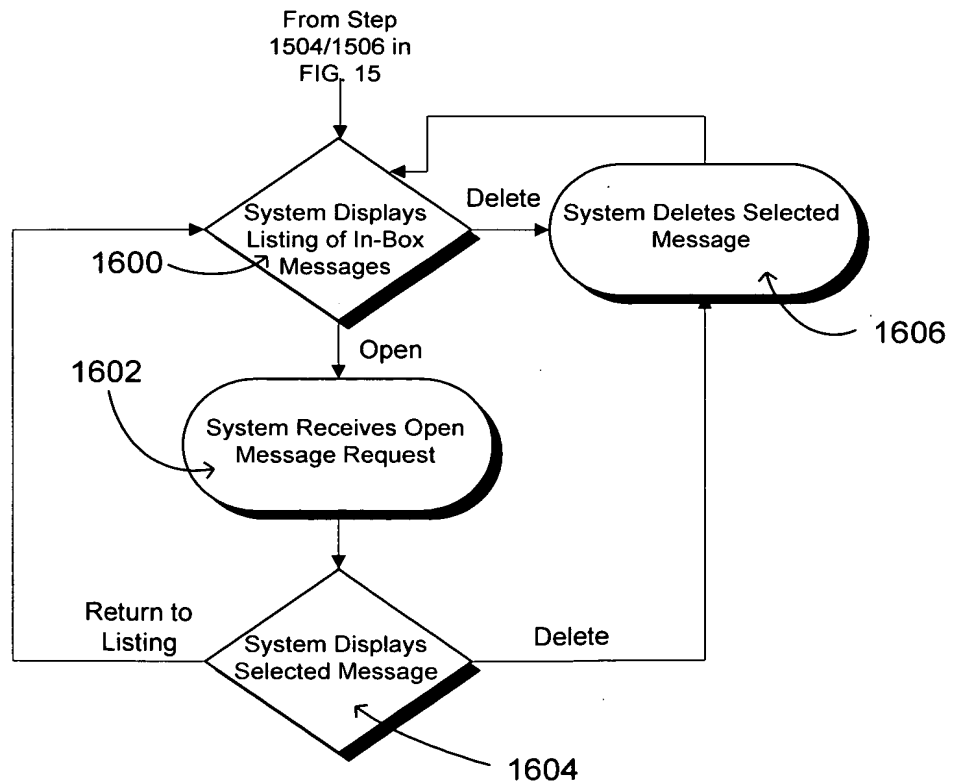 From Step
1504/1506 in
FIG. 15
System Displays
Listing of In-Box
Messages
1600
Delete
System Deletes Selected
Message
1606
Open
1602
System Receives Open
Message Request
Return to
Listing
System Displays
Selected Message
Delete
1604